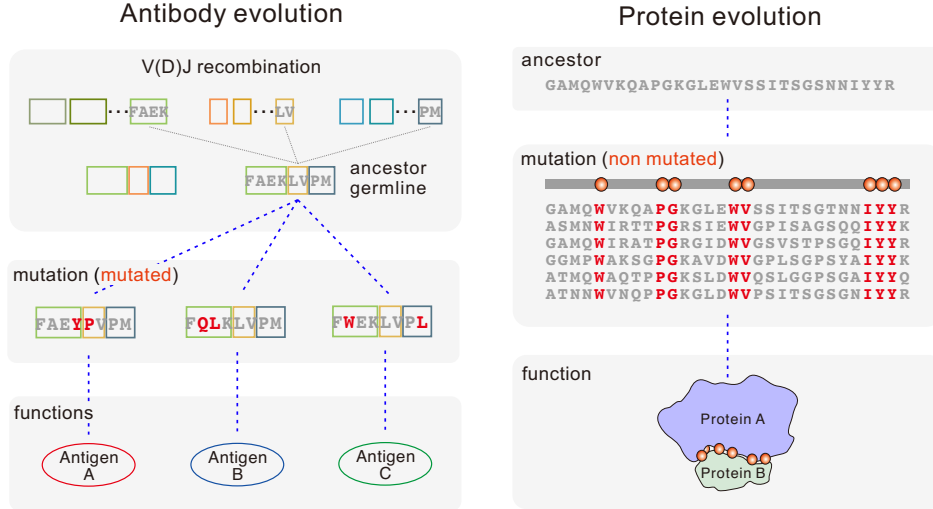 Antibody evolution
V(D)J recombination
FAEK
LV
PM
FAEKLVPM
ancestor
germline
mutation (mutated)
FAEYPVPM
FQLKLVPM
FWEKLVPL
functions
Antigen
A
Antigen
B
Antigen
C
Protein evolution
ancestor
GAMQWVKQAPGKGLEWVSSITSGSNNIYYR
mutation (non mutated)
GAMQWVKQAPGKGLEWVSSITSGTNNIYYR
ASMNWIRTTPGRSIEWVGPISAGSQQIYYK
GAMQWIRATPGRGIDWVGSVSTPSGQIYYR
GGMPWAKSGPGKAVDWVGPLSGPSYAIYYK
ATMQWAQTPPGKSLDWVQSLGGPSGAIYYQ
ATNNWVNQPPGKGLDWVPSITSGSGNIYYR
function
Protein A
Protein B